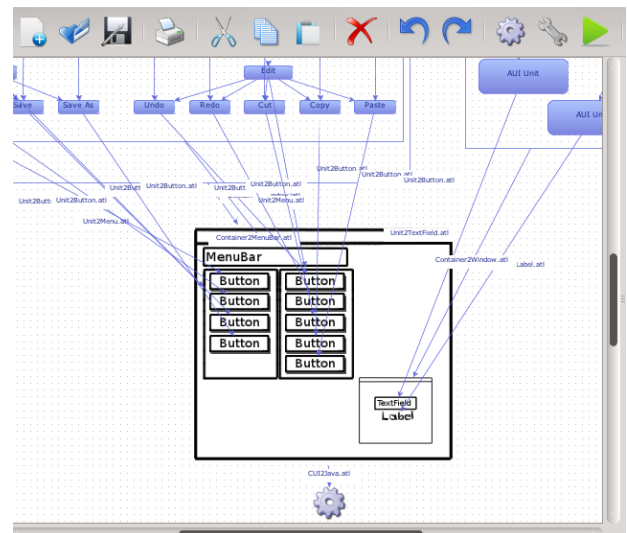 Edit
AUI Unit
Save
Save As
Undo
Redo
Cut
Copy
Paste
AUI Un
Unit2Button.atl
Unit2Button.atl
Unit2Button.atl
Unit2Butt
Unit2Button.atl
Unit2Butt
Unit2Button.atl
Unit2Butt
Unit2Button.atl
Unit2Menu.atl
Unit2Menu.atl
Unit2TextField.atl
Container2MenuBar.atl
MenuBar
Container2Window.atl
Label.atl
Button
Button
Button
Button
Button
Button
Button
Button
Button
TextField
Label
CUI2Java.atl